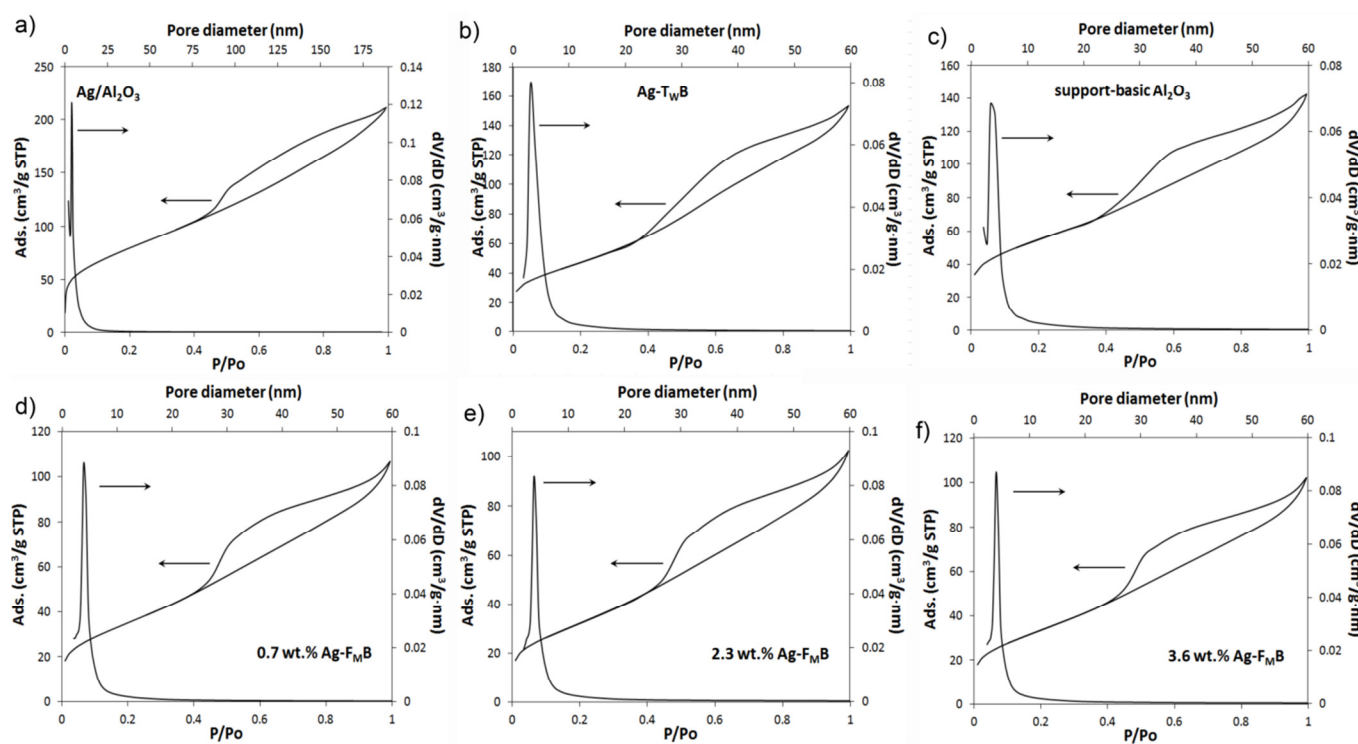 a)
Pore diameter (nm)
0 25 50 75 100 125 150 175
250
200
150
100
50
0
Ads. (cm³/g STP)
Ag/Al₂O₃
0.14
0.12
0.1
0.08
0.06
0.04
0.02
0
dV/dD (cm³/g·nm)
0 0.2 0.4 0.6 0.8 1
P/Po
b)
Pore diameter (nm)
0 10 20 30 40 50 60
180
160
140
120
100
80
60
40
20
0
Ads. (cm³/g STP)
Ag-T_WB
0.08
0.06
0.04
0.02
0
dV/dD (cm³/g·nm)
0 0.2 0.4 0.6 0.8 1
P/Po
c)
Pore diameter (nm)
0 10 20 30 40 50 60
160
140
120
100
80
60
40
20
0
Ads. (cm³/g STP)
support-basic Al₂O₃
0.08
0.06
0.04
0.02
0
dV/dD (cm³/g·nm)
0 0.2 0.4 0.6 0.8 1
P/Po
d)
Pore diameter (nm)
0 10 20 30 40 50 60
120
100
80
60
40
20
0
Ads. (cm³/g STP)
0.7 wt.% Ag-F_MB
0.1
0.08
0.06
0.04
0.02
0
dV/dD (cm³/g·nm)
0 0.2 0.4 0.6 0.8 1
P/Po
e)
Pore diameter (nm)
0 10 20 30 40 50 60
100
80
60
40
20
0
Ads. (cm³/g STP)
2.3 wt.% Ag-F_MB
0.1
0.08
0.06
0.04
0.02
0
dV/dD (cm³/g·nm)
0 0.2 0.4 0.6 0.8 1
P/Po
f)
Pore diameter (nm)
0 10 20 30 40 50 60
120
100
80
60
40
20
0
Ads. (cm³/g STP)
3.6 wt.% Ag-F_MB
0.1
0.08
0.06
0.04
0.02
0
dV/dD (cm³/g·nm)
0 0.2 0.4 0.6 0.8 1
P/Po